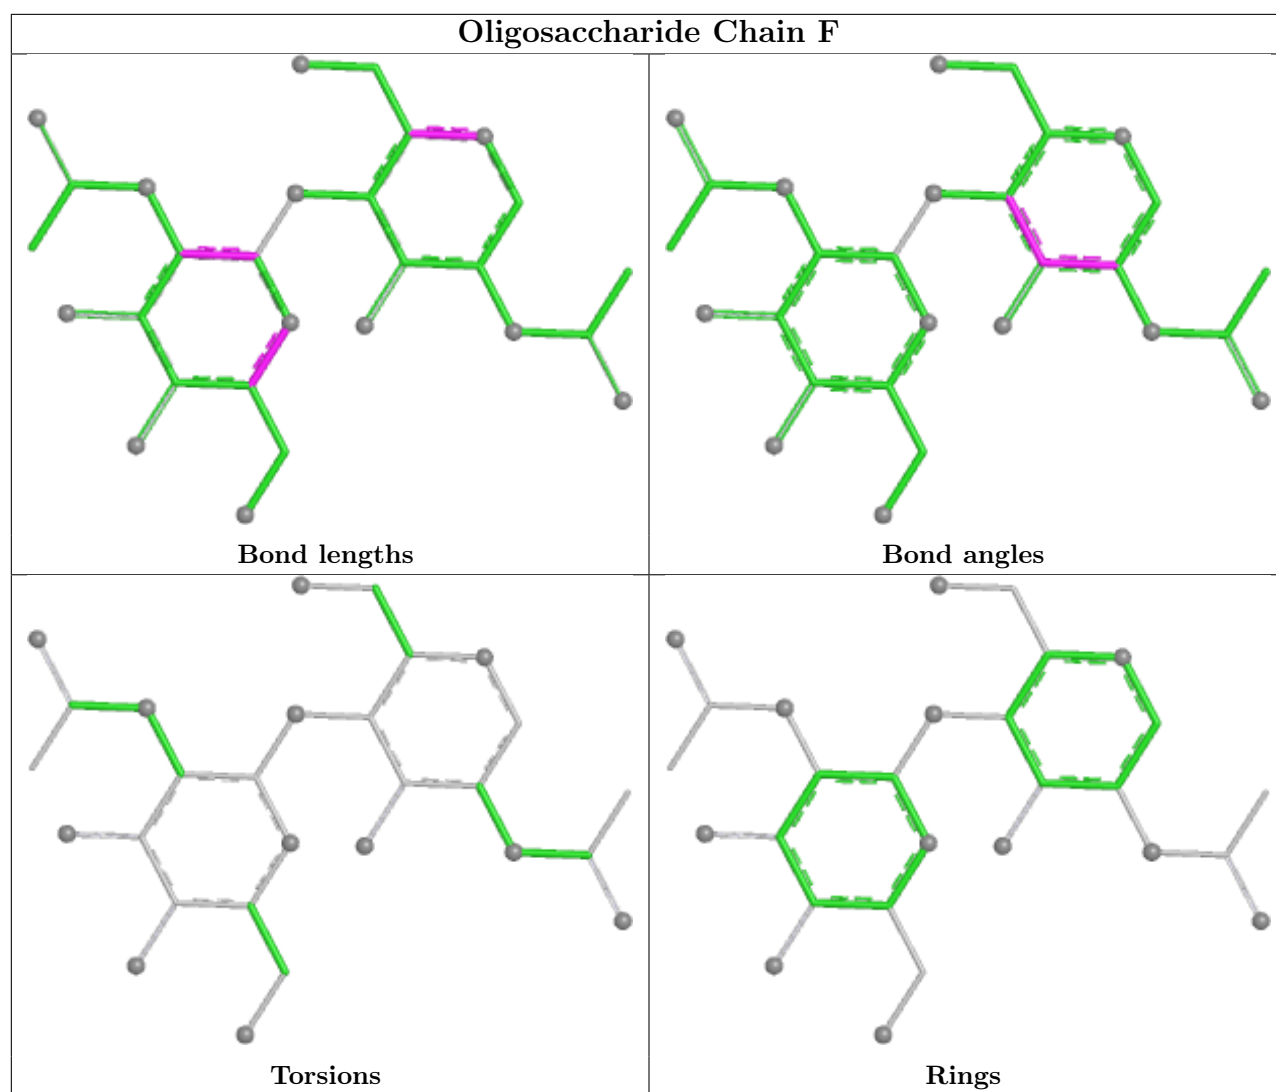 Oligosaccharide Chain F
Bond lengths
Bond angles
Torsions
Rings